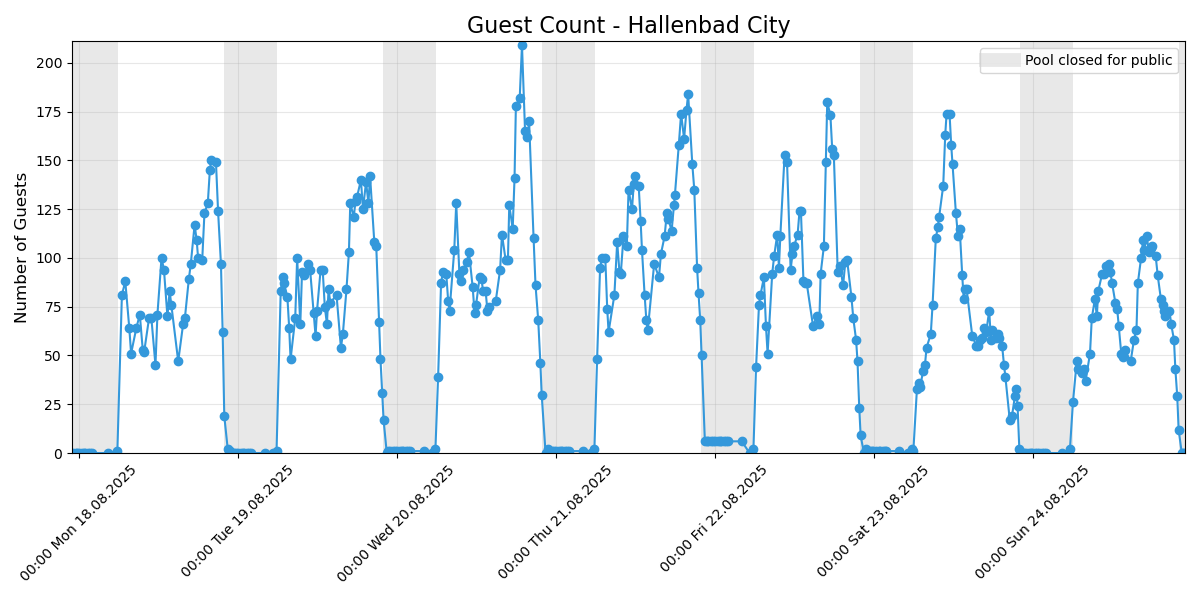 Guest Count - Hallenbad City
Pool closed for public
Number of Guests
200
175
150
125
100
75
50
25
0
00:00 Mon 18.08.2025
00:00 Tue 19.08.2025
00:00 Wed 20.08.2025
00:00 Thu 21.08.2025
00:00 Fri 22.08.2025
00:00 Sat 23.08.2025
00:00 Sun 24.08.2025